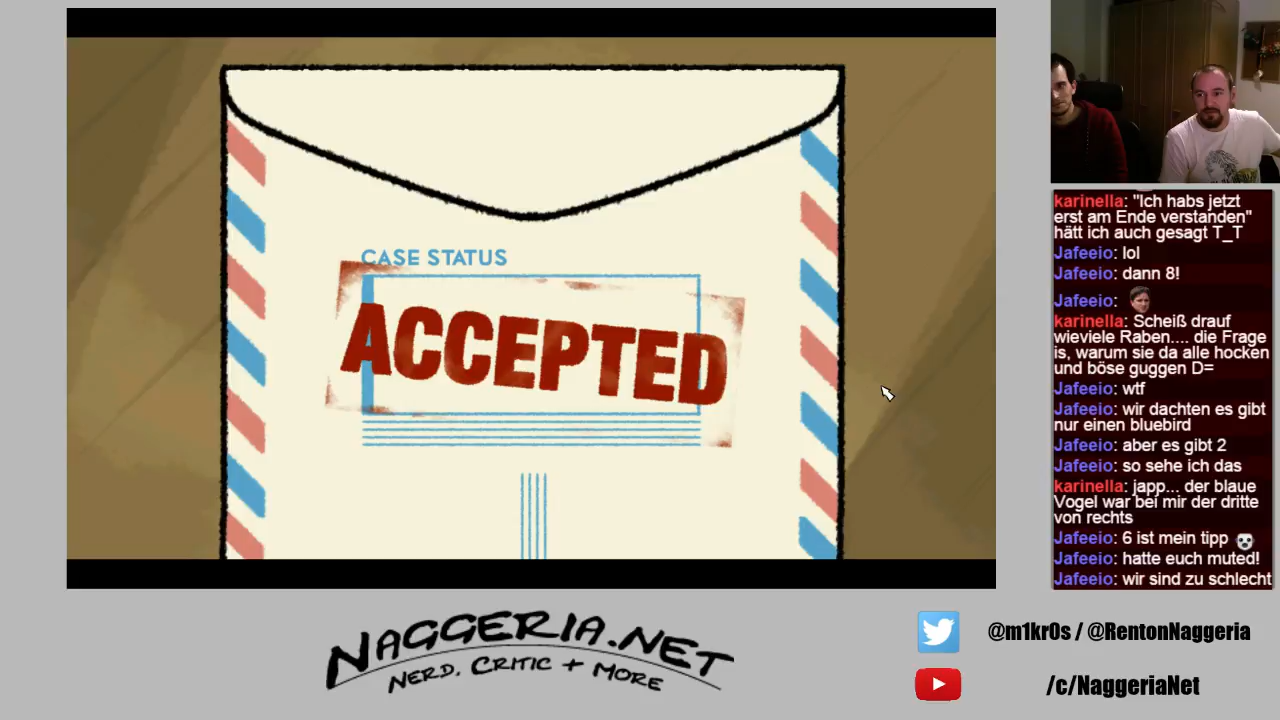 CASE STATUS
ACCEPTED
karinella: "Ich habs jetzt
erst am Ende verstanden"
hätt ich auch gesagt T_T
Jafeeio: lol
Jafeeio: dann 8!
Jafeeio:
karinella: Scheiß drauf
wieviele Raben.... die Frage
is, warum sie da alle hocken
und böse guggen D=
Jafeeio: wtf
Jafeeio: wir dachten es gibt
nur einen bluebird
Jafeeio: aber es gibt 2
Jafeeio: so sehe ich das
karinella: japp... der blaue
Vogel war bei mir der dritte
von rechts
Jafeeio: 6 ist mein tipp
Jafeeio: hatte euch muted!
Jafeeio: wir sind zu schlecht
NAGGERIA.NET
NERD, CRITIC + MORE
@m1kr0s / @RentonNaggeria
/c/NaggeriaNet